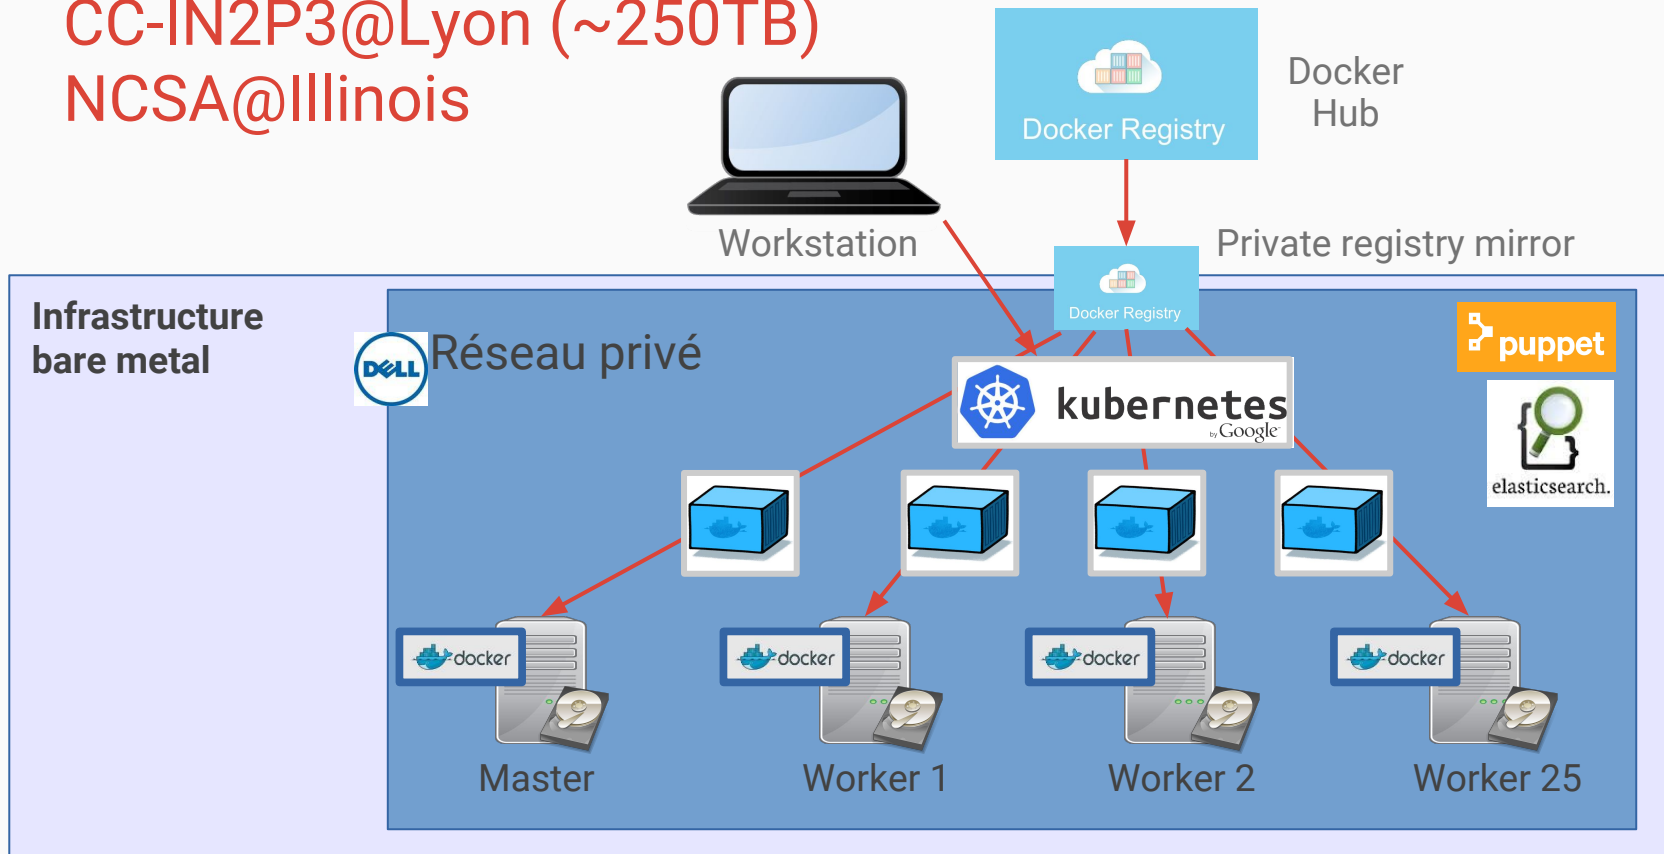 CC-IN2P3@Lyon (~250TB)
NCSA@Illinois
Docker Registry
Docker
Hub
Workstation
Private registry mirror
Docker Registry
Infrastructure
bare metal
DELL
Réseau privé
puppet
kubernetes
by Google
elasticsearch.
docker
docker
docker
docker
Master
Worker 1
Worker 2
Worker 25